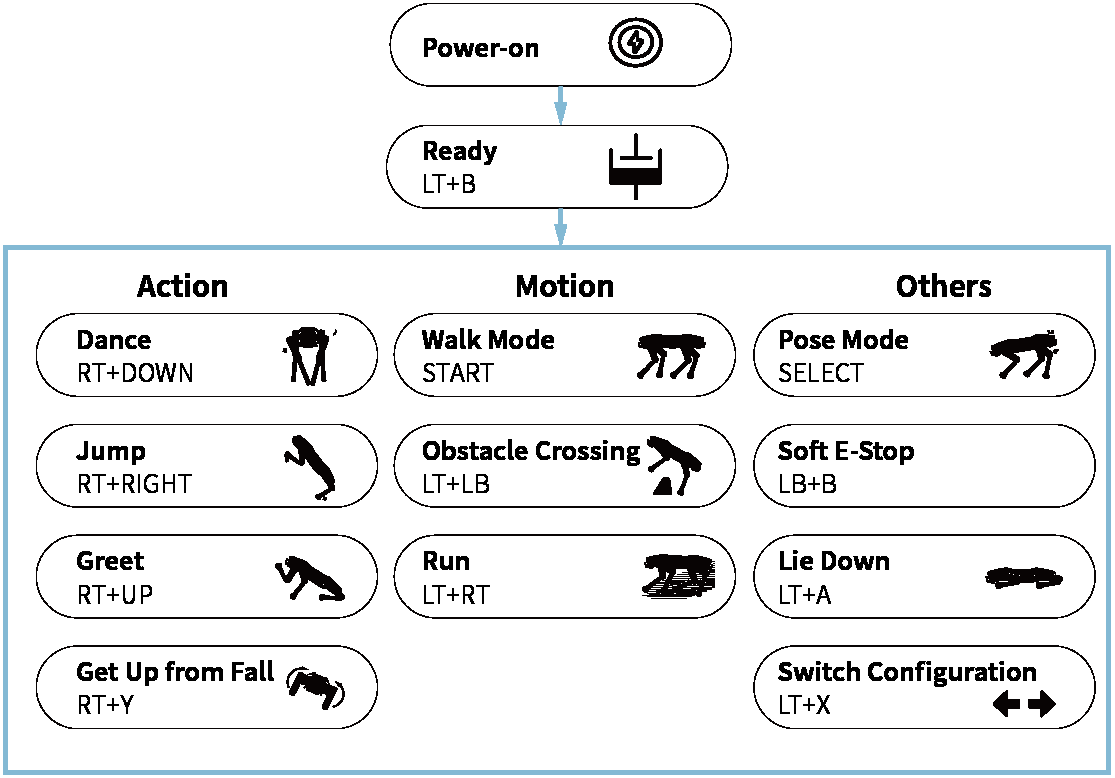 Power-on
Ready
LT+B
Action
Dance
RT+DOWN
Jump
RT+RIGHT
Greet
RT+UP
Get Up from Fall
RT+Y
Motion
Walk Mode
START
Obstacle Crossing
LT+LB
Run
LT+RT
Others
Pose Mode
SELECT
Soft E-Stop
LB+B
Lie Down
LT+A
Switch Configuration
LT+X